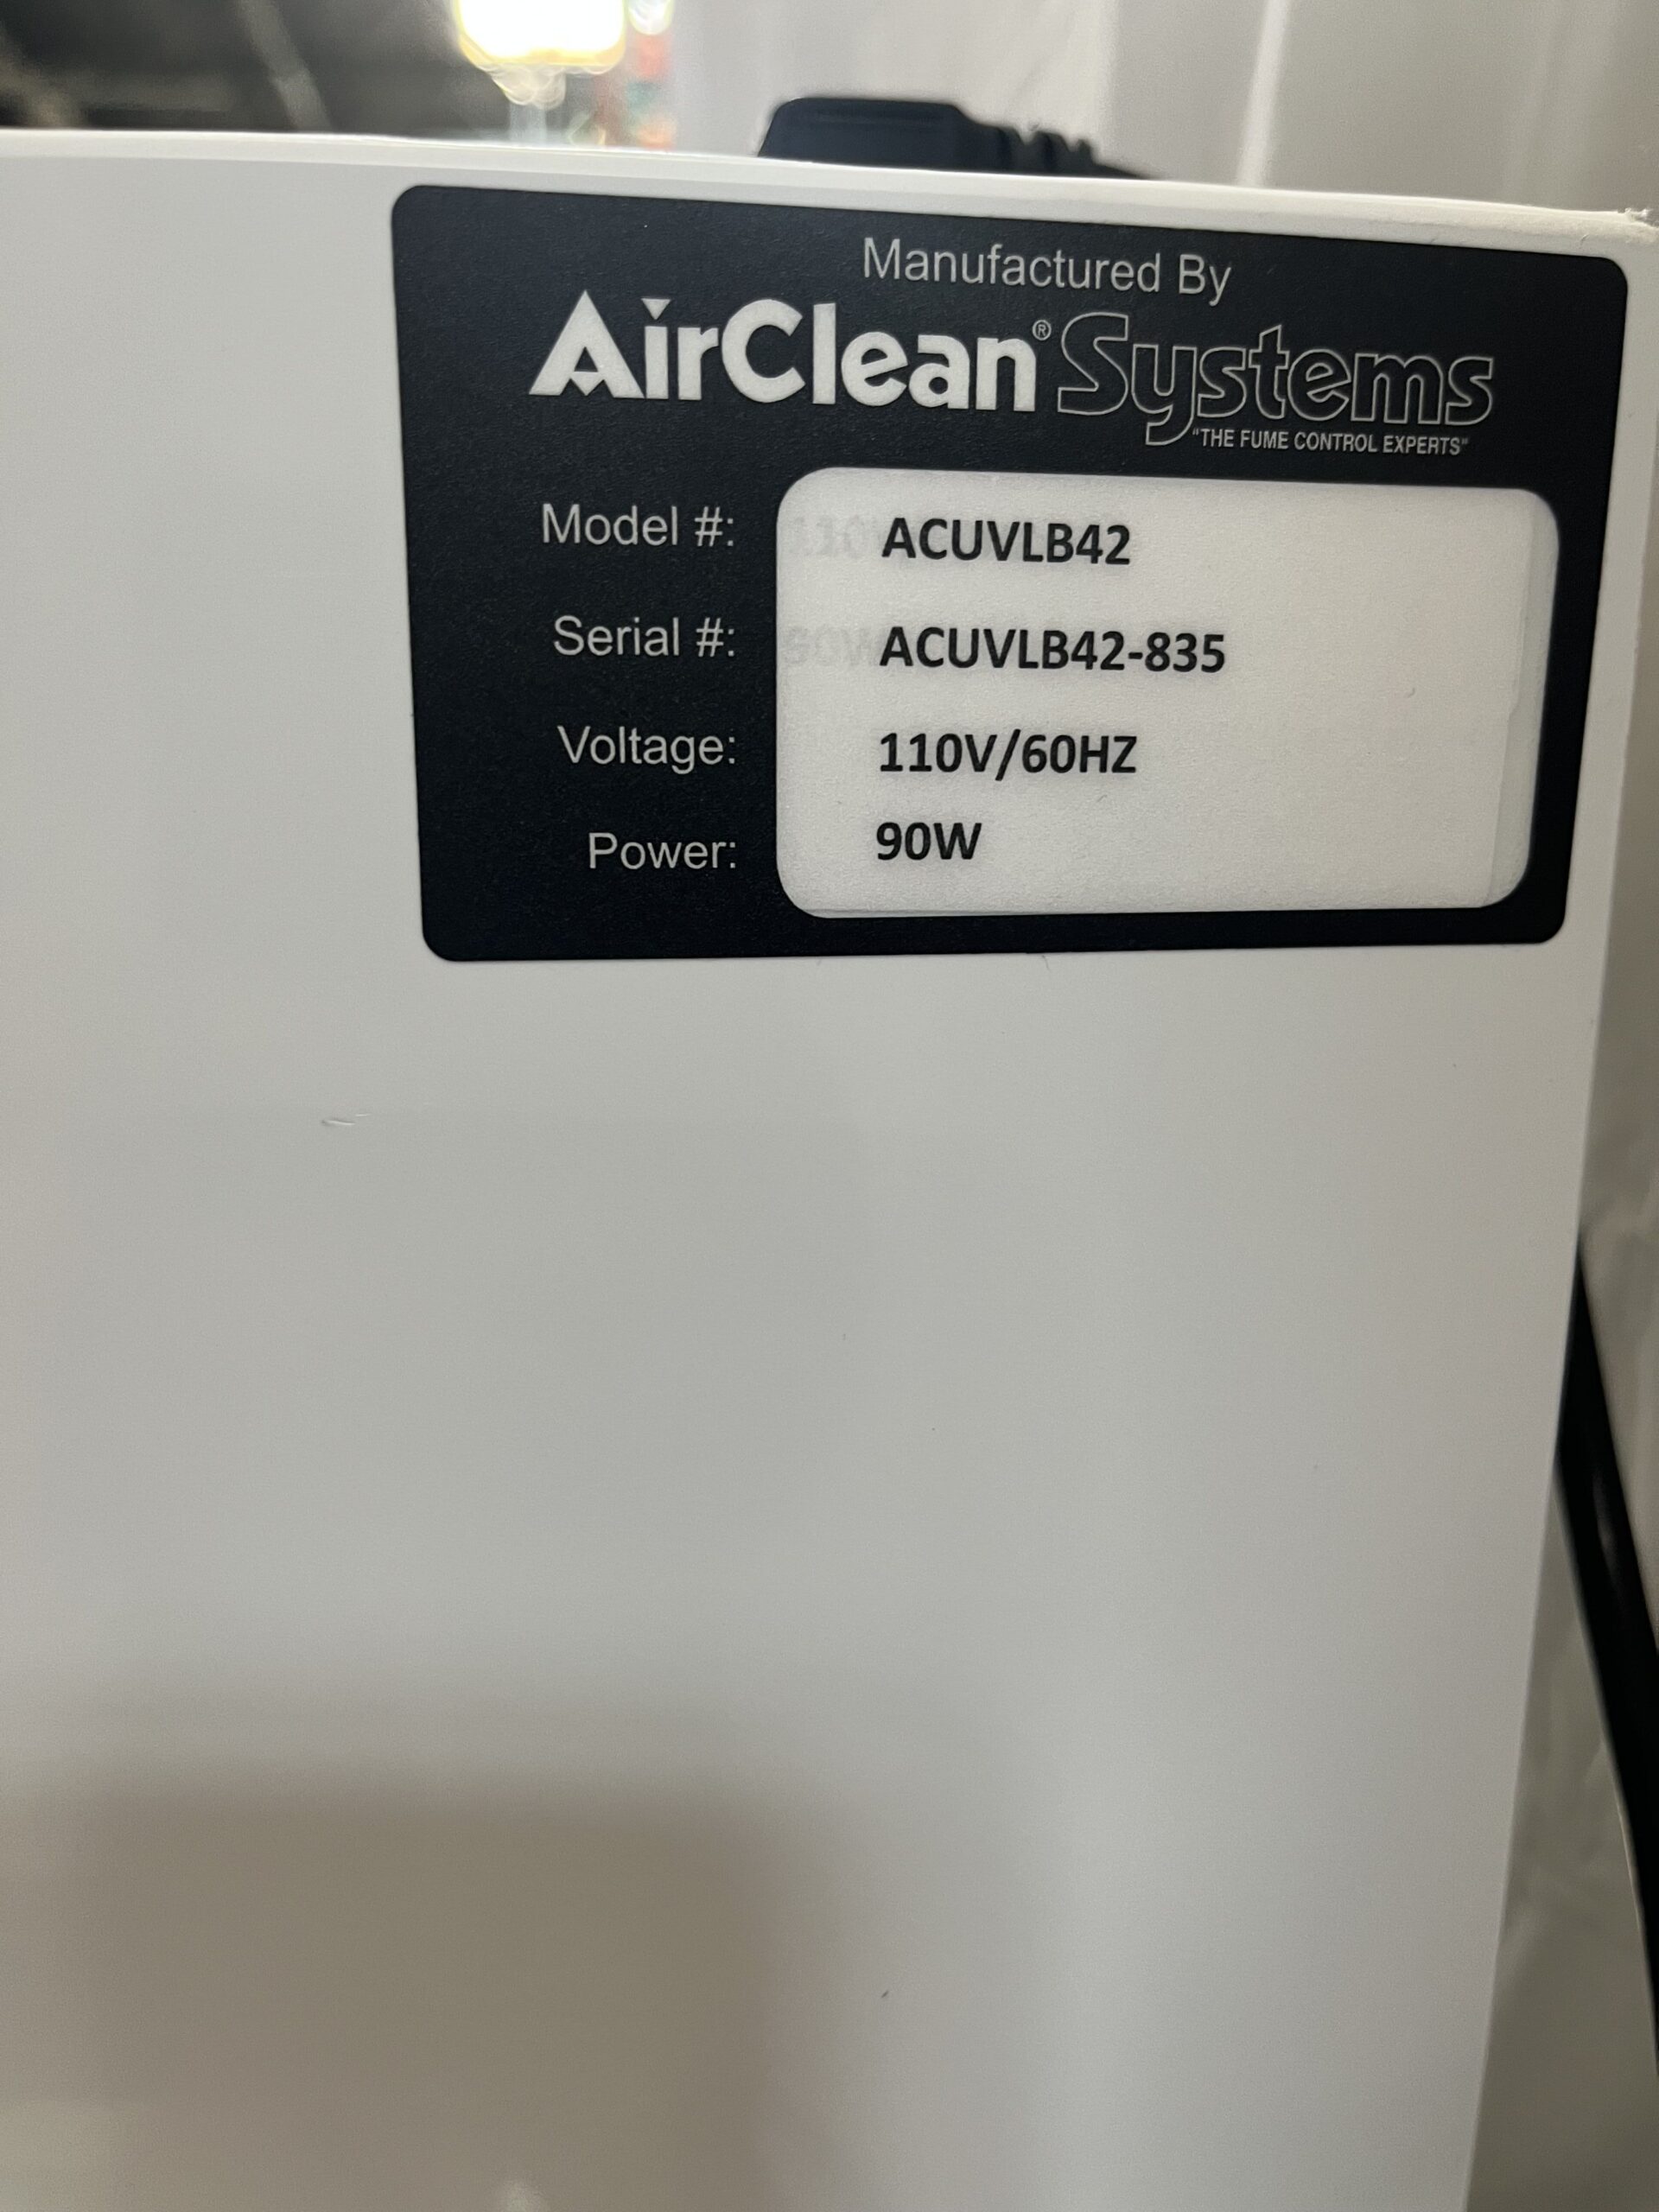 Manufactured By
AirClean® Systems
"THE FUME CONTROL EXPERTS"
Model #: ACUVLB42
Serial #: ACUVLB42-835
Voltage: 110V/60HZ
Power: 90W